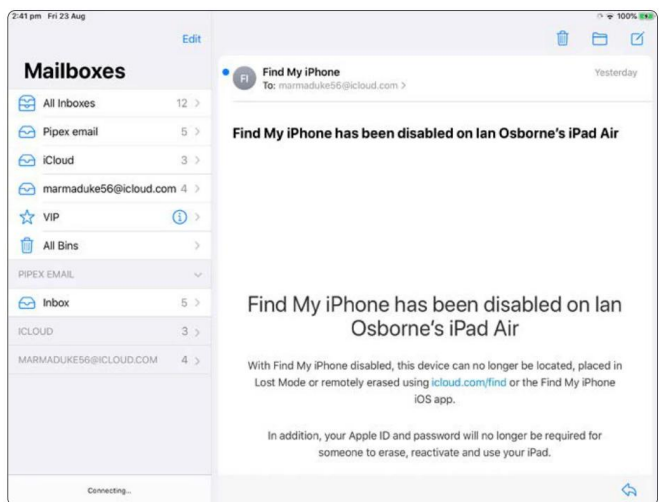 2:41 pm Fri 23 Aug
100%
Edit
Mailboxes
All Inboxes 12
Pipex email 5
iCloud 3
marmaduke56@icloud.com 4
VIP
All Bins
PIPEX EMAIL
Inbox 5
ICLOUD 3
MARMADUKE56@ICLOUD.COM 4
Connecting...
FI
Find My iPhone
Yesterday
To: marmaduke56@icloud.com
Find My iPhone has been disabled on Ian Osborne's iPad Air
Find My iPhone has been disabled on Ian
Osborne's iPad Air
With Find My iPhone disabled, this device can no longer be located, placed in
Lost Mode or remotely erased using icloud.com/find or the Find My iPhone
iOS app.
In addition, your Apple ID and password will no longer be required for
someone to erase, reactivate and use your iPad.